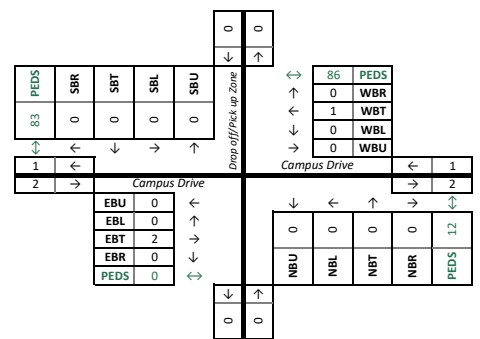 0 0
↓ ↑
PEDS SBR SBT SBL SBU
83 0 0 0 0
↕ ← ↓ → ↑
Drop off/Pick up Zone
↔ 86 PEDS
↑ 0 WBR
← 1 WBT
↓ 0 WBL
→ 0 WBU
1 ← Campus Drive ← 1
2 → Campus Drive → 2
EBU 0 ←
EBL 0 ↑
EBT 2 →
EBR 0 ↓
PEDS 0 ↔
↓ ← ↑ → ↕
0 0 0 0 12
NBU NBL NBT NBR PEDS
↓ ↑
0 0